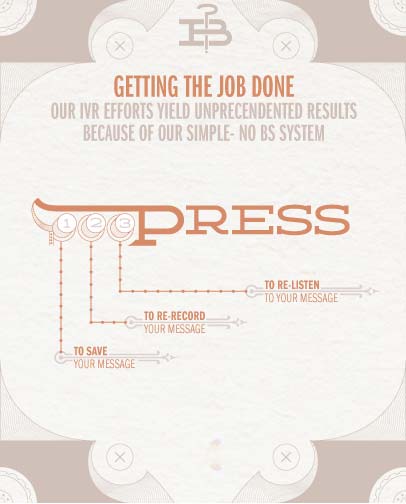 GETTING THE JOB DONE
OUR IVR EFFORTS YIELD UNPRECENDENTED RESULTS
BECAUSE OF OUR SIMPLE- NO BS SYSTEM
1 2 3 PRESS
TO RE-LISTEN
TO YOUR MESSAGE
TO RE-RECORD
YOUR MESSAGE
TO SAVE
YOUR MESSAGE